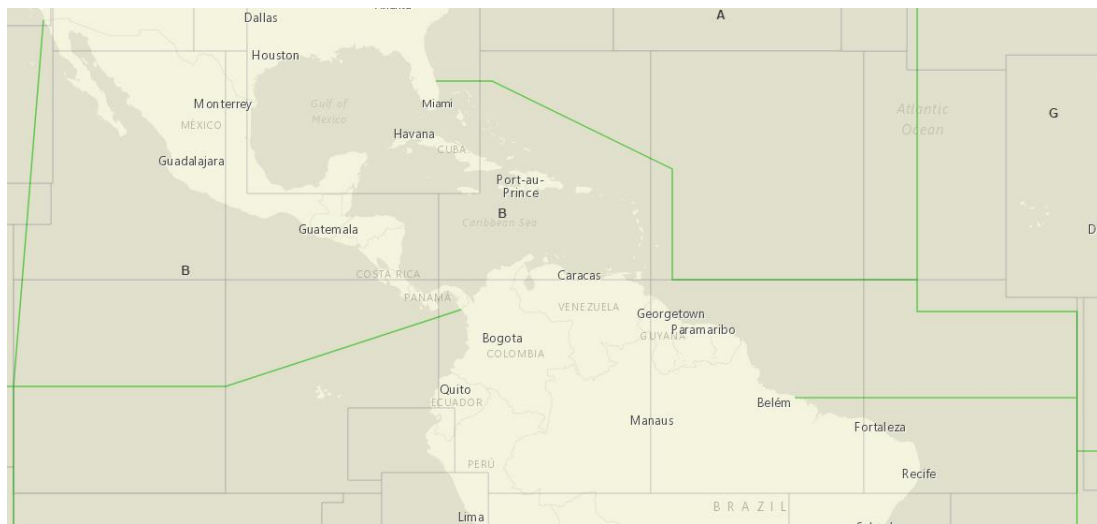 Dallas
A
Houston
Gulf of
Mexico
Monterrey
MÉXICO
Miami
Atlantic
Ocean
G
Havana
CUBA
Guadalajara
Port-au-
Prince
B
Caribbean Sea
Guatemala
D
B
COSTA RICA
Caracas
PANAMÁ
VENEZUELA
Georgetown
Paramaribo
GUYANA
Bogota
COLOMBIA
Quito
ECUADOR
Belém
Manaus
Fortaleza
PERÚ
Recife
BRAZIL
Lima